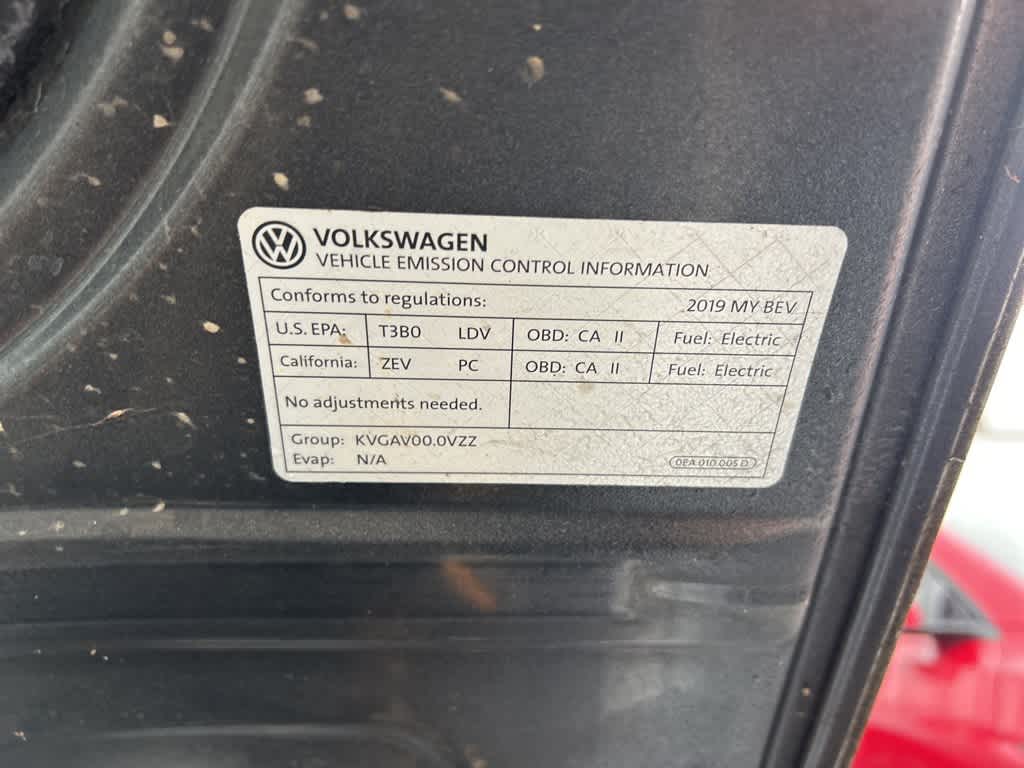 VOLKSWAGEN
VEHICLE EMISSION CONTROL INFORMATION
Conforms to regulations: 2019 MY BEV
U.S. EPA: T3B0 LDV OBD: CA II Fuel: Electric
California: ZEV PC OBD: CA II Fuel: Electric
No adjustments needed.
Group: KVGAV00.0VZZ
Evap: N/A 0EA 010 005 D